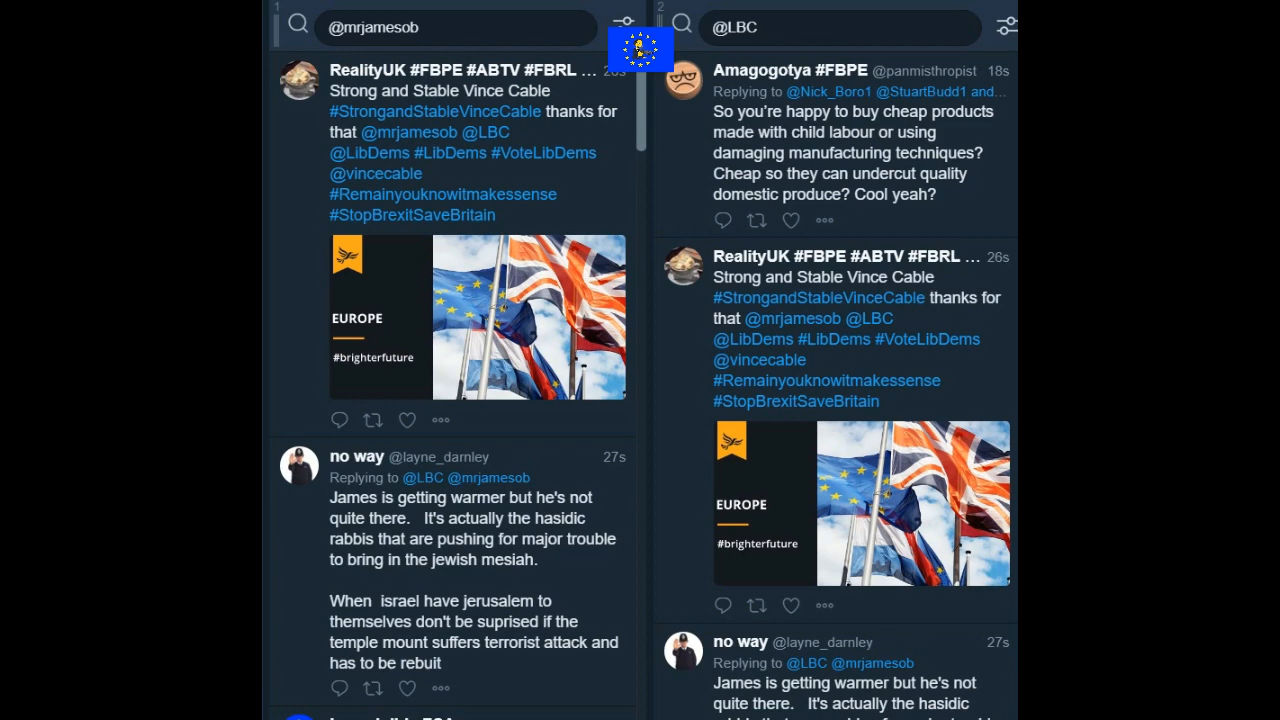 1
@mrjamesob
RealityUK #FBPE #ABTV #FBRL ...
Strong and Stable Vince Cable
#StrongandStableVinceCable thanks for
that @mrjamesob @LBC
@LibDems #LibDems #VoteLibDems
@vincecable
#Remainyouknowitmakessense
#StopBrexitSaveBritain
EUROPE
#brighterfuture
no way @layne_darnley 27s
Replying to @LBC @mrjamesob
James is getting warmer but he's not
quite there. It's actually the hasidic
rabbis that are pushing for major trouble
to bring in the jewish mesiah.
When israel have jerusalem to
themselves don't be suprised if the
temple mount suffers terrorist attack and
has to be rebuit
2
@LBC
Amagogotya #FBPE @panmisthropist 18s
Replying to @Nick_Boro1 @StuartBudd1 and...
So you’re happy to buy cheap products
made with child labour or using
damaging manufacturing techniques?
Cheap so they can undercut quality
domestic produce? Cool yeah?
RealityUK #FBPE #ABTV #FBRL ... 26s
Strong and Stable Vince Cable
#StrongandStableVinceCable thanks for
that @mrjamesob @LBC
@LibDems #LibDems #VoteLibDems
@vincecable
#Remainyouknowitmakessense
#StopBrexitSaveBritain
EUROPE
#brighterfuture
no way @layne_darnley 27s
Replying to @LBC @mrjamesob
James is getting warmer but he's not
quite there. It's actually the hasidic